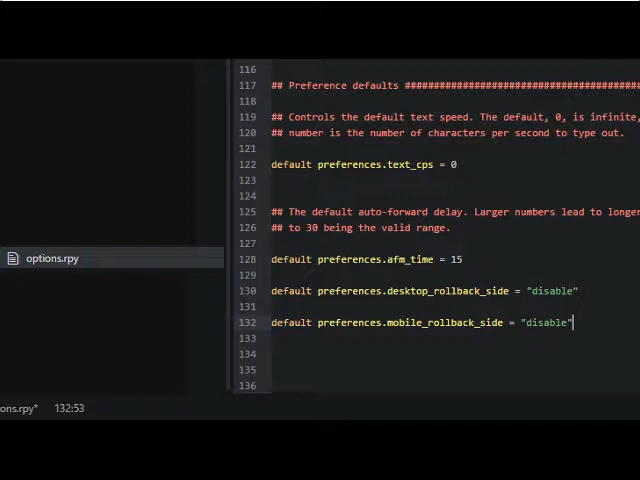 116
117 ## Preference defaults ########################################
118
119 ## Controls the default text speed. The default, 0, is infinite,
120 ## number is the number of characters per second to type out.
121
122 default preferences.text_cps = 0
123
124
125 ## The default auto-forward delay. Larger numbers lead to longer
126 ## to 30 being the valid range.
127
options.rpy
128 default preferences.afm_time = 15
129
130 default preferences.desktop_rollback_side = "disable"
131
132 default preferences.mobile_rollback_side = "disable"
133
134
135
136
ons.rpy* 132:53